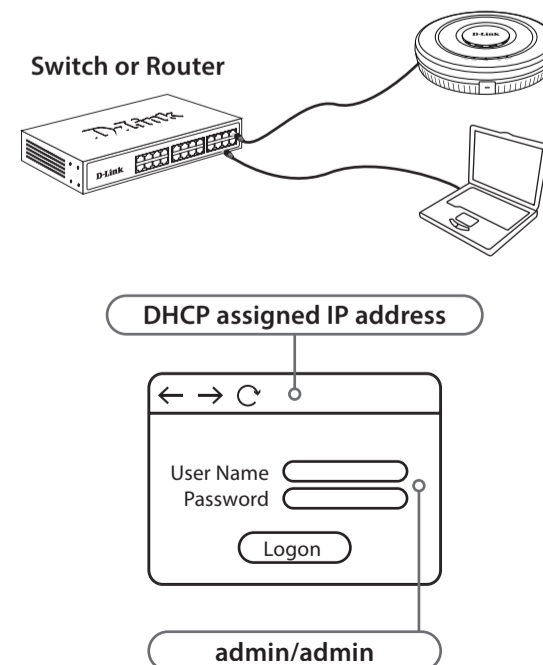 D-Link
Switch or Router
D-Link
D-Link
DHCP assigned IP address
User Name
Password
Logon
admin/admin